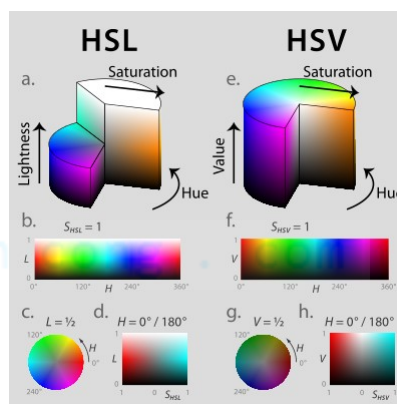 HSL
HSV
a.
Saturation
Lightness
Hue
e.
Saturation
Value
Hue
b.
S_HSL = 1
1
L
0
0°
120°
H
240°
360°
f.
S_HSV = 1
1
V
0
0°
120°
H
240°
360°
c.
L = ½
120°
H
0°
d.
H = 0° / 180°
1
L
0
1
0
S_HSL
1
g.
V = ½
120°
H
0°
h.
H = 0° / 180°
1
V
0
1
0
S_HSV
1